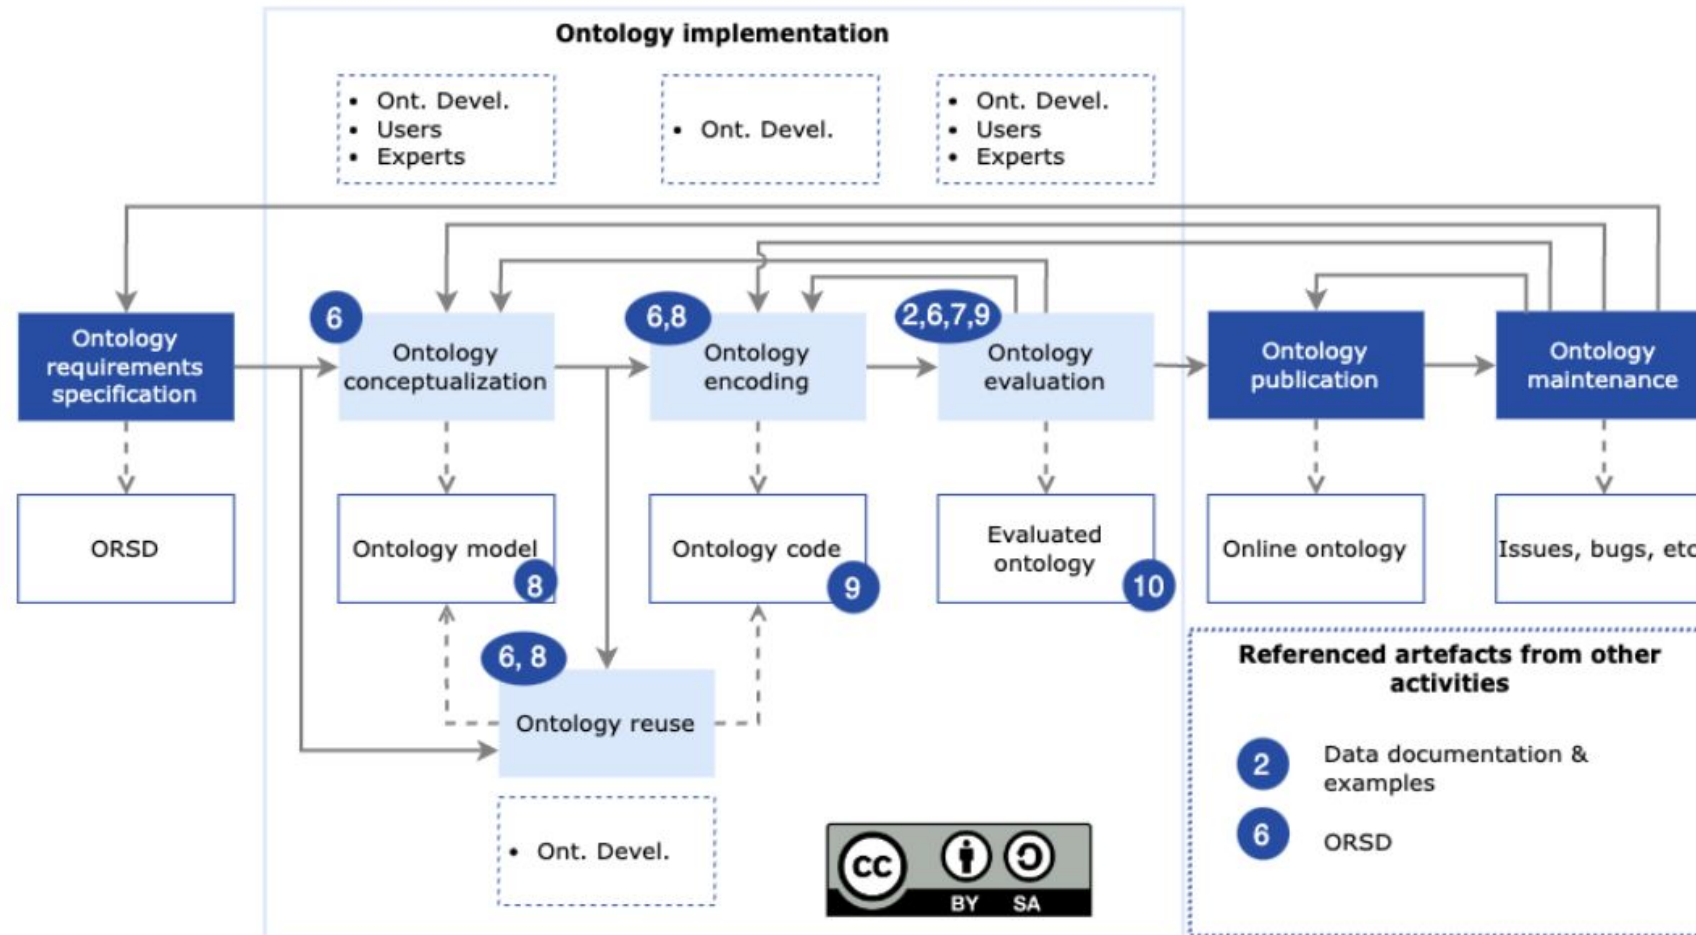 Ontology implementation
• Ont. Devel.
• Users
• Experts
• Ont. Devel.
• Ont. Devel.
• Users
• Experts
6
6,8
2,6,7,9
Ontology
requirements
specification
Ontology
conceptualization
Ontology
encoding
Ontology
evaluation
Ontology
publication
Ontology
maintenance
ORSD
Ontology model
8
Ontology code
9
Evaluated
ontology
10
Online ontology
Issues, bugs, etc
6, 8
Ontology reuse
• Ont. Devel.
cc
BY SA
Referenced artefacts from other
activities
2
Data documentation &
examples
6
ORSD